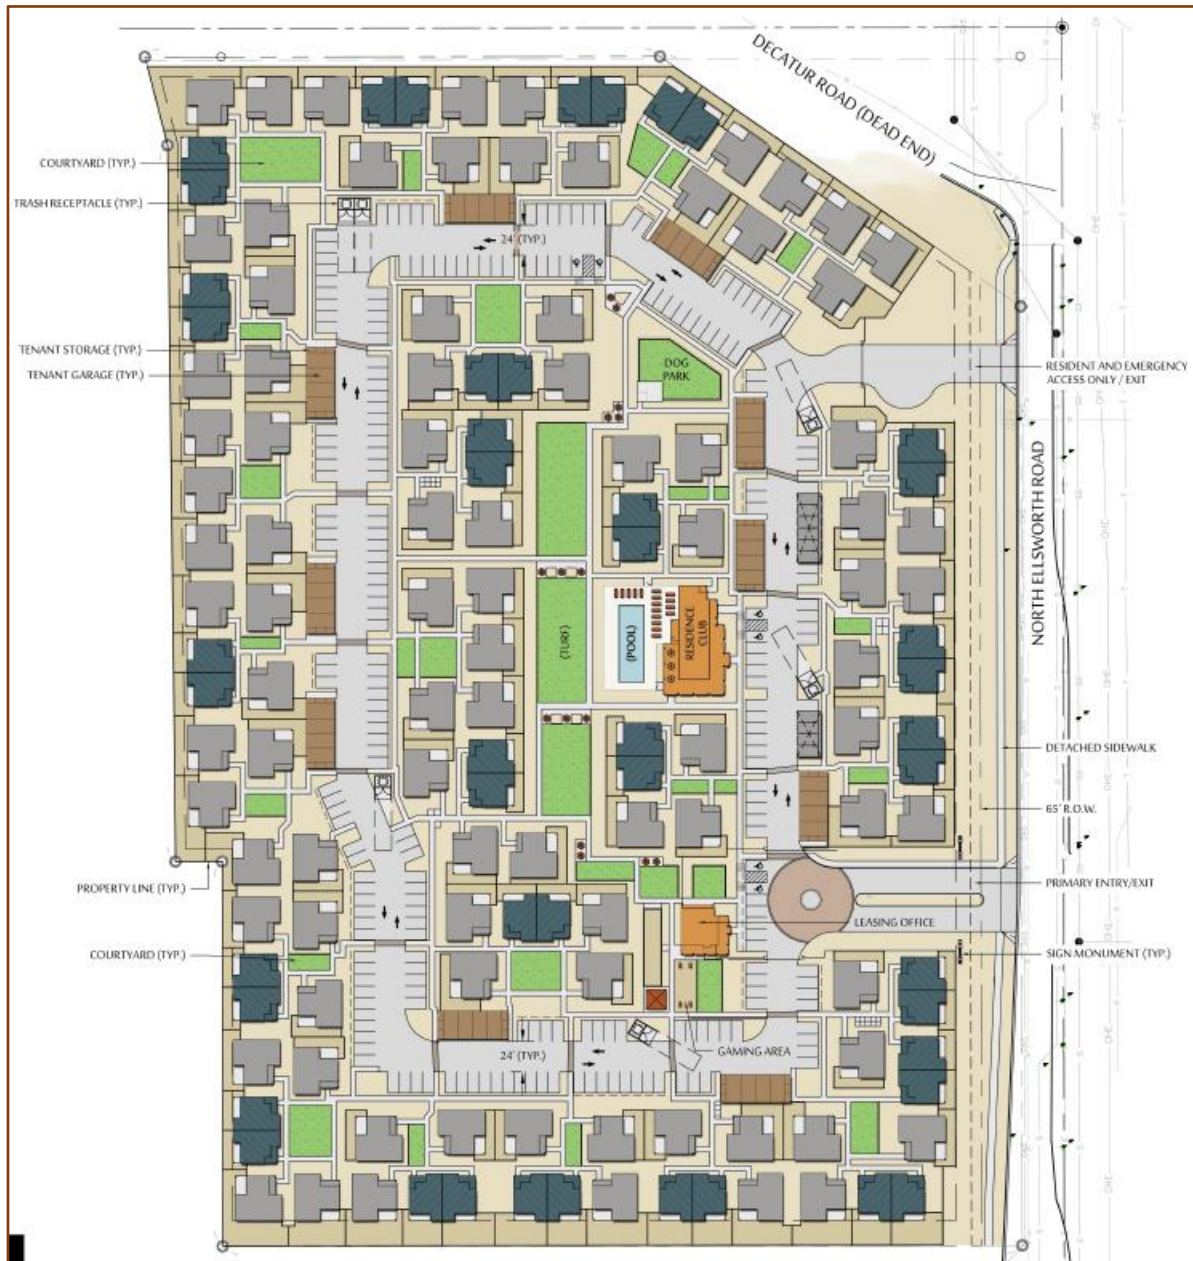 DECATUR ROAD (DEAD END)
COURTYARD (TYP.)
TRASH RECEPTACLE (TYP.)
24' (TYP.)
TENANT STORAGE (TYP.)
TENANT GARAGE (TYP.)
DOG
PARK
RESIDENT AND EMERGENCY
ACCESS ONLY / EXIT
NORTH ELLSWORTH ROAD
(TURF)
(POOL)
RESIDENCE
CLUB
DETACHED SIDEWALK
65' R.O.W.
PROPERTY LINE (TYP.)
PRIMARY ENTRY/EXIT
LEASING OFFICE
COURTYARD (TYP.)
SIGN MONUMENT (TYP.)
24' (TYP.)
GAMING AREA